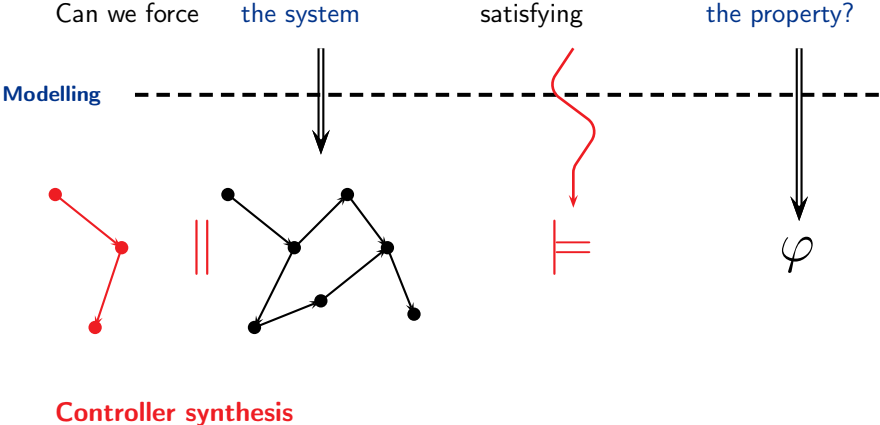 Can we force the system satisfying the property?
Modelling
|| ⊨ φ
Controller synthesis